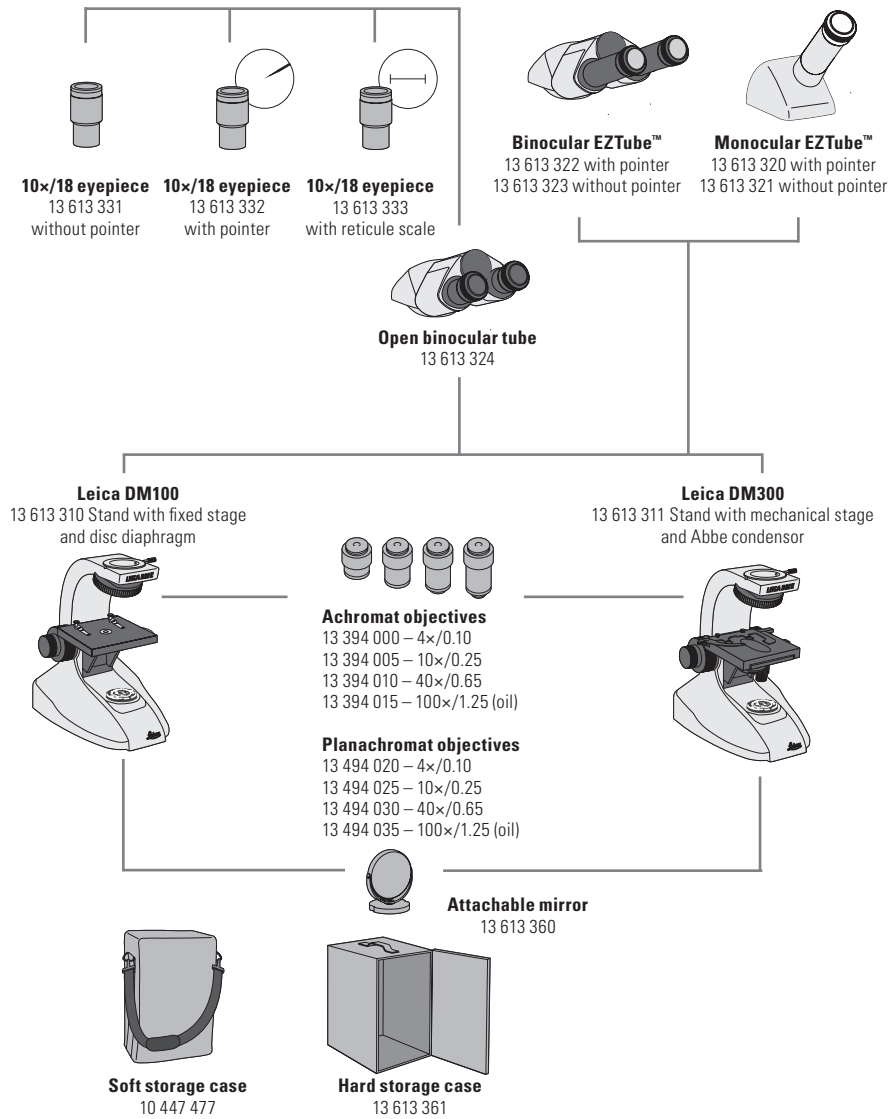 Binocular EZTube™
13 613 322 with pointer
13 613 323 without pointer
Monocular EZTube™
13 613 320 with pointer
13 613 321 without pointer
10×/18 eyepiece
13 613 331
without pointer
10×/18 eyepiece
13 613 332
with pointer
10×/18 eyepiece
13 613 333
with reticule scale
Open binocular tube
13 613 324
Leica DM100
13 613 310 Stand with fixed stage
and disc diaphragm
Leica DM300
13 613 311 Stand with mechanical stage
and Abbe condensor
Achromat objectives
13 394 000 – 4×/0.10
13 394 005 – 10×/0.25
13 394 010 – 40×/0.65
13 394 015 – 100×/1.25 (oil)
Leica
Leica
Planachromat objectives
13 494 020 – 4×/0.10
13 494 025 – 10×/0.25
13 494 030 – 40×/0.65
13 494 035 – 100×/1.25 (oil)
Attachable mirror
13 613 360
Soft storage case
10 447 477
Hard storage case
13 613 361